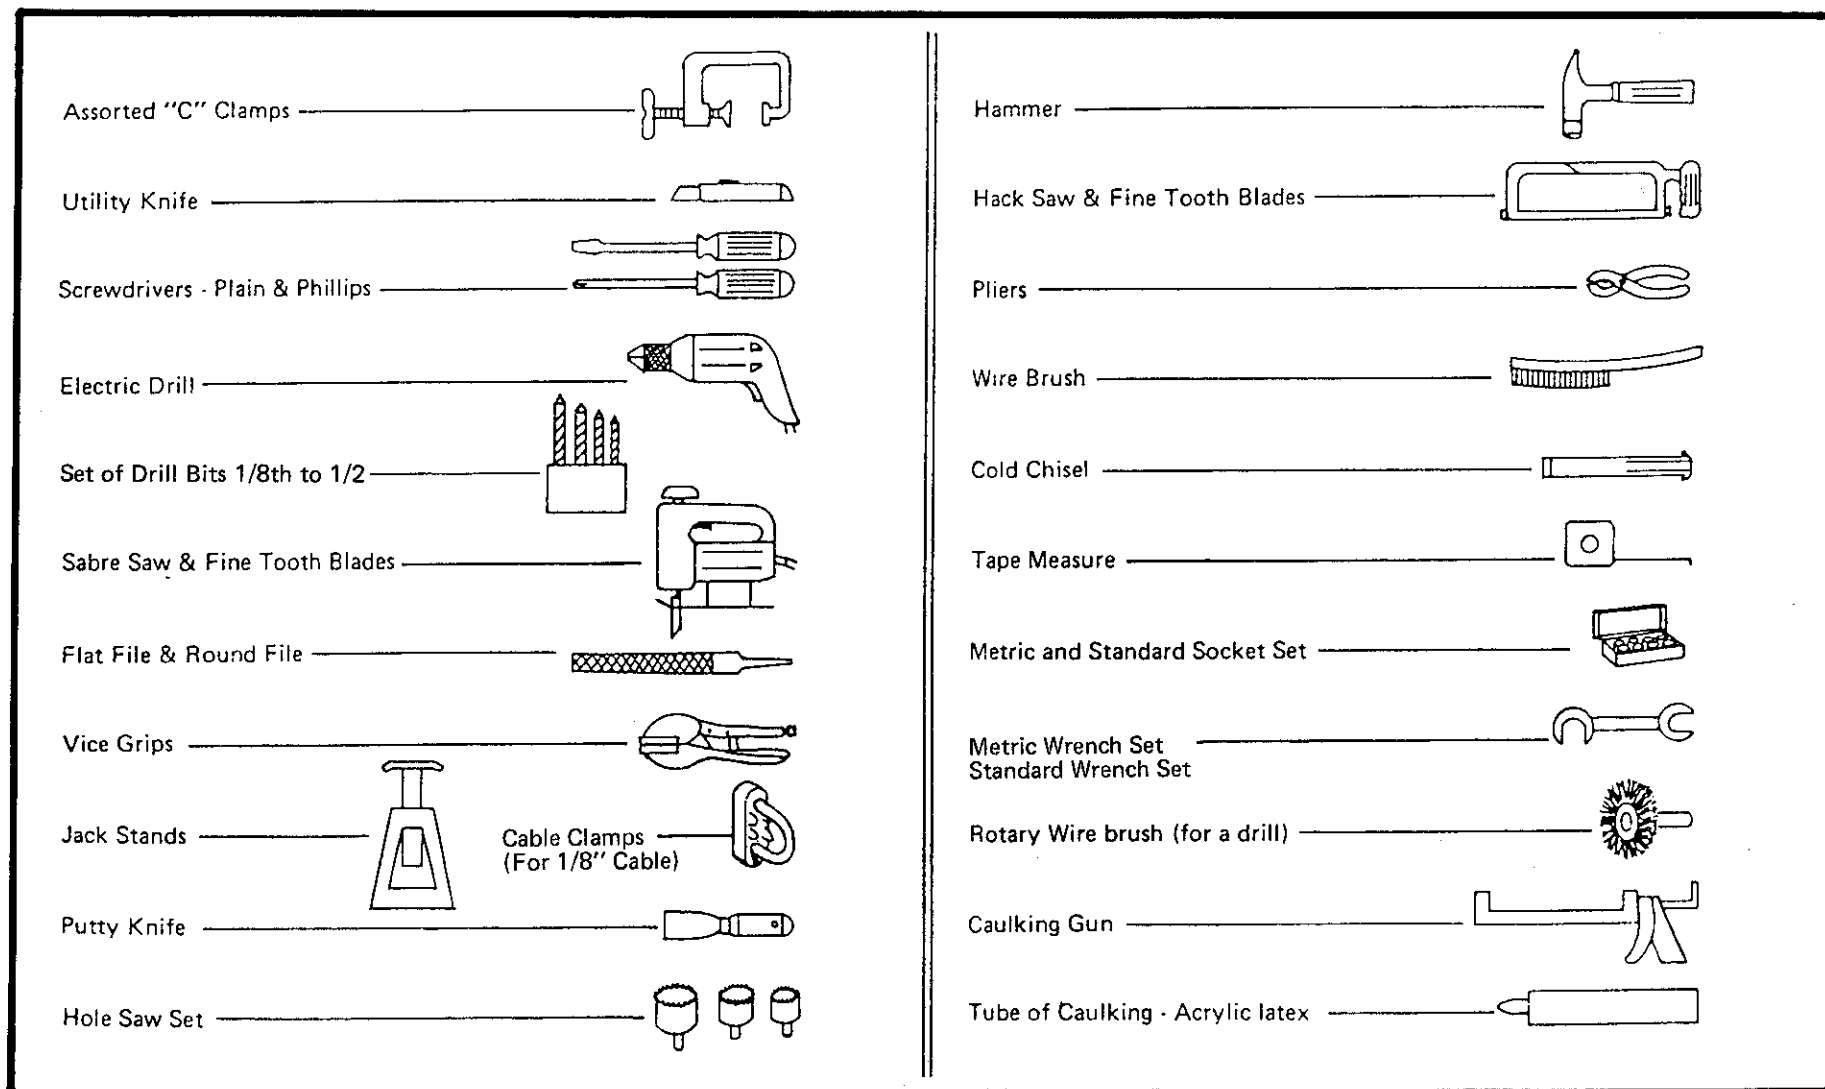 Assorted "C" Clamps
Utility Knife
Screwdrivers - Plain & Phillips
Electric Drill
Set of Drill Bits 1/8th to 1/2
Sabre Saw & Fine Tooth Blades
Flat File & Round File
Vice Grips
Jack Stands
Cable Clamps
(For 1/8" Cable)
Putty Knife
Hole Saw Set
Hammer
Hack Saw & Fine Tooth Blades
Pliers
Wire Brush
Cold Chisel
Tape Measure
Metric and Standard Socket Set
Metric Wrench Set
Standard Wrench Set
Rotary Wire brush (for a drill)
Caulking Gun
Tube of Caulking - Acrylic latex